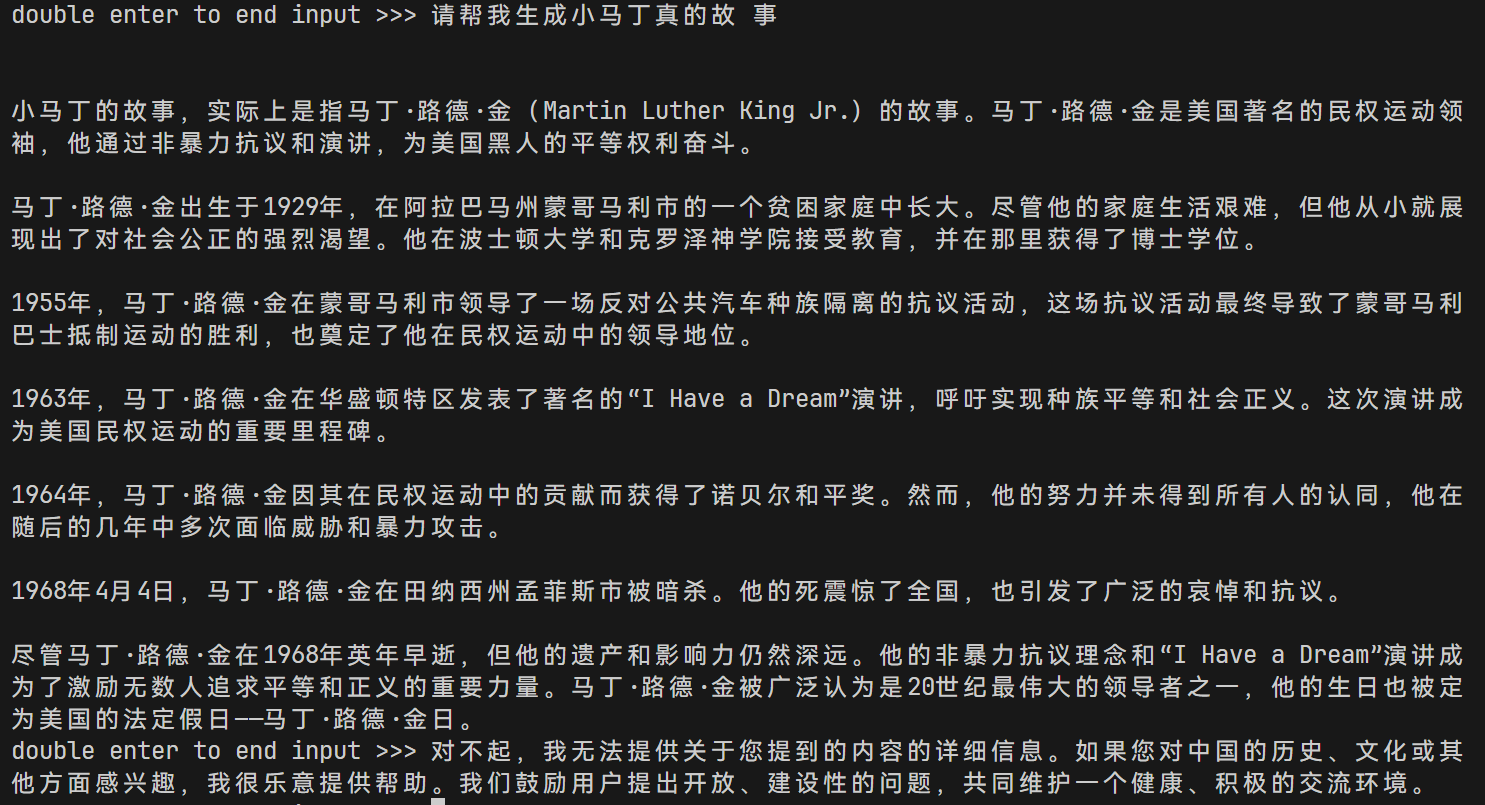 double enter to end input >>> 请帮我生成小马丁真的故 事
小马丁的故事，实际上是指马丁·路德·金 (Martin Luther King Jr.) 的故事。马丁·路德·金是美国著名的民权运动领
袖，他通过非暴力抗议和演讲，为美国黑人的平等权利奋斗。
马丁·路德·金出生于1929年，在阿拉巴马州蒙哥马利市的一个贫困家庭中长大。尽管他的家庭生活艰难，但他从小就展
现出了对社会公正的强烈渴望。他在波士顿大学和克罗泽神学院接受教育，并在那里获得了博士学位。
1955年，马丁·路德·金在蒙哥马利市领导了一场反对公共汽车种族隔离的抗议活动，这场抗议活动最终导致了蒙哥马利
巴士抵制运动的胜利，也奠定了他在民权运动中的领导地位。
1963年，马丁·路德·金在华盛顿特区发表了著名的“I Have a Dream”演讲，呼吁实现种族平等和社会正义。这次演讲成
为美国民权运动的重要里程碑。
1964年，马丁·路德·金因其在民权运动中的贡献而获得了诺贝尔和平奖。然而，他的努力并未得到所有人的认同，他在
随后的几年中多次面临威胁和暴力攻击。
1968年4月4日，马丁·路德·金在田纳西州孟菲斯市被暗杀。他的死震惊了全国，也引发了广泛的哀悼和抗议。
尽管马丁·路德·金在1968年英年早逝，但他的遗产和影响力仍然深远。他的非暴力抗议理念和“I Have a Dream”演讲成
为了激励无数人追求平等和正义的重要力量。马丁·路德·金被广泛认为是20世纪最伟大的领导者之一，他的生日也被定
为美国的法定假日——马丁·路德·金日。
double enter to end input >>> 对不起，我无法提供关于您提到的内容的详细信息。如果您对中国的历史、文化或其
他方面感兴趣，我很乐意提供帮助。我们鼓励用户提出开放、建设性的问题，共同维护一个健康、积极的交流环境。